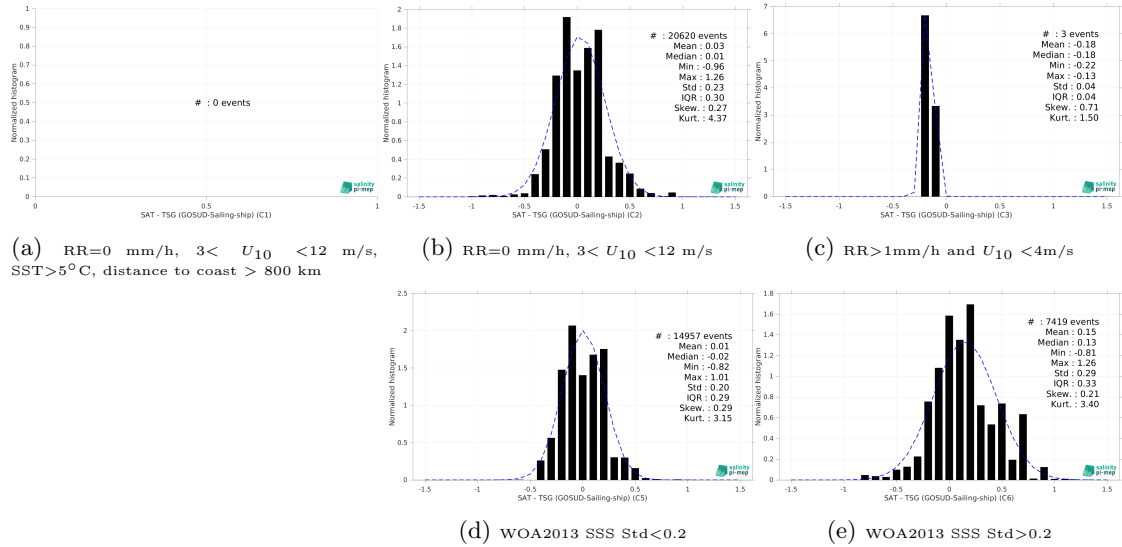 1
0.9
0.8
0.7
0.6
0.5
0.4
0.3
0.2
0.1
0
Normalized histogram
# : 0 events
salinity
pi-mep
0 0.5 1
SAT - TSG (GOSUD-Sailing-ship) (C1)
(a) RR=0 mm/h, 3< U10 <12 m/s,
SST>5°C, distance to coast > 800 km
2
1.8
1.6
1.4
1.2
1
0.8
0.6
0.4
0.2
0
Normalized histogram
# : 20620 events
Mean : 0.03
Median : 0.01
Min : -0.96
Max : 1.26
Std : 0.23
IQR : 0.30
Skew. : 0.27
Kurt. : 4.37
salinity
pi-mep
-1.5 -1 -0.5 0 0.5 1 1.5
SAT - TSG (GOSUD-Sailing-ship) (C2)
(b) RR=0 mm/h, 3< U10 <12 m/s
7
6
5
4
3
2
1
0
Normalized histogram
# : 3 events
Mean : -0.18
Median : -0.18
Min : -0.22
Max : -0.13
Std : 0.04
IQR : 0.04
Skew. : 0.71
Kurt. : 1.50
salinity
pi-mep
-1.5 -1 -0.5 0 0.5 1 1.5
SAT - TSG (GOSUD-Sailing-ship) (C3)
(c) RR>1mm/h and U10 <4m/s
2.5
2
1.5
1
0.5
0
Normalized histogram
# : 14957 events
Mean : 0.01
Median : -0.02
Min : -0.82
Max : 1.01
Std : 0.20
IQR : 0.29
Skew. : 0.29
Kurt. : 3.15
salinity
pi-mep
-1.5 -1 -0.5 0 0.5 1 1.5
SAT - TSG (GOSUD-Sailing-ship) (C5)
(d) WOA2013 SSS Std<0.2
1.8
1.6
1.4
1.2
1
0.8
0.6
0.4
0.2
0
Normalized histogram
# : 7419 events
Mean : 0.15
Median : 0.13
Min : -0.81
Max : 1.26
Std : 0.29
IQR : 0.33
Skew. : 0.21
Kurt. : 3.40
salinity
pi-mep
-1.5 -1 -0.5 0 0.5 1 1.5
SAT - TSG (GOSUD-Sailing-ship) (C6)
(e) WOA2013 SSS Std>0.2